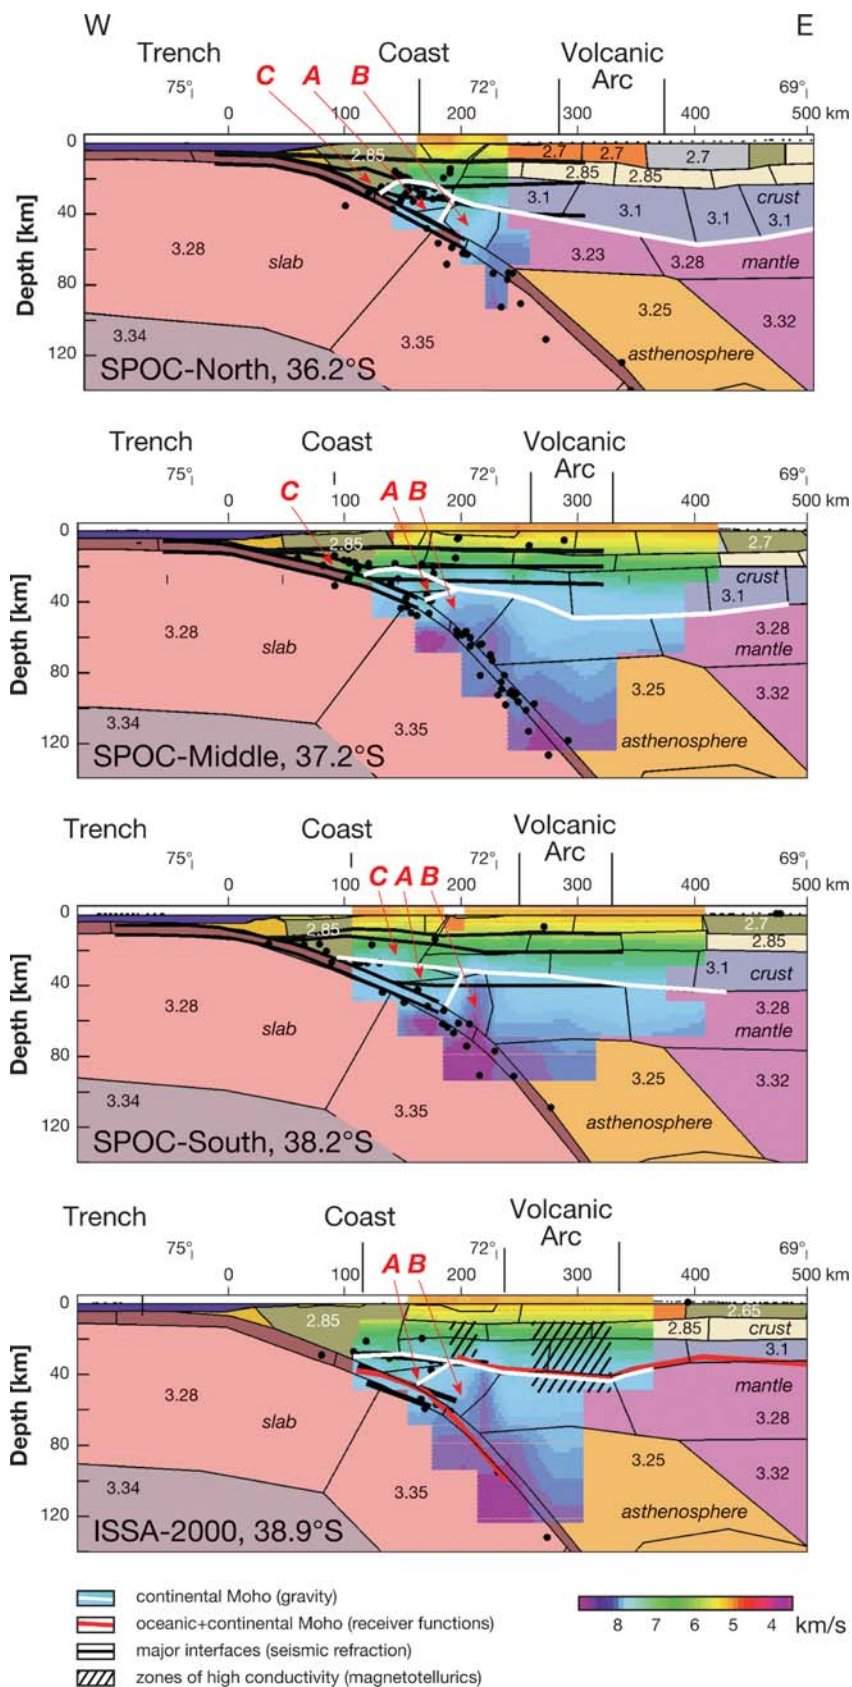 W E
Trench Coast Volcanic
Arc
C A B
75° 72° 69°
0 100 200 300 400 500 km
0
40
80
120
Depth [km]
2.85 2.7 2.7 2.7
2.85 2.85
3.1 3.1 3.1 crust
3.1
3.28 slab 3.23 3.28 mantle
3.25 3.32
3.34 3.35 asthenosphere
SPOC-North, 36.2°S
Trench Coast Volcanic
Arc
75° 72° 69°
C A B
0 100 200 300 400 500 km
0
40
80
120
Depth [km]
2.85 2.7
crust
3.1
3.28 slab 3.28
mantle
3.25 3.32
3.34 3.35
asthenosphere
SPOC-Middle, 37.2°S
Trench Coast Volcanic
Arc
75° 72° 69°
C A B
0 100 200 300 400 500 km
0
40
80
120
Depth [km]
2.85 2.7
2.85
3.1 crust
3.28 slab 3.28
mantle
3.25 3.32
3.34 3.35
asthenosphere
SPOC-South, 38.2°S
Trench Coast Volcanic
Arc
75° 72° 69°
A B
0 100 200 300 400 500 km
0
40
80
120
Depth [km]
2.85 2.65
2.85 crust
3.1
mantle
3.28 slab 3.28
3.25 3.32
3.34 3.35
asthenosphere
ISSA-2000, 38.9°S
continental Moho (gravity)
oceanic+continental Moho (receiver functions)
major interfaces (seismic refraction)
zones of high conductivity (magnetotellurics)
8 7 6 5 4 km/s